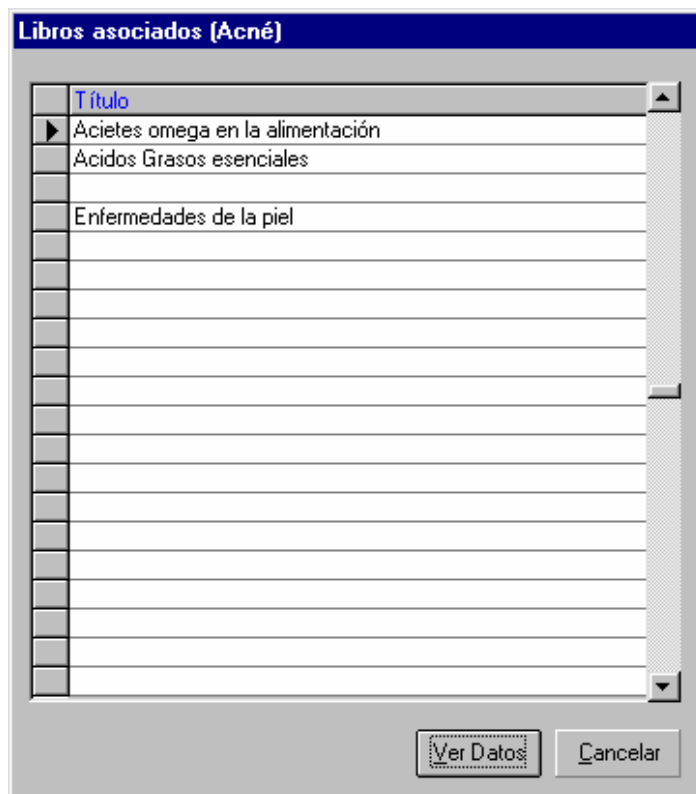 Libros asociados (Acné)
Título
Acietes omega en la alimentación
Acidos Grasos esenciales
Enfermedades de la piel
Ver Datos
Cancelar